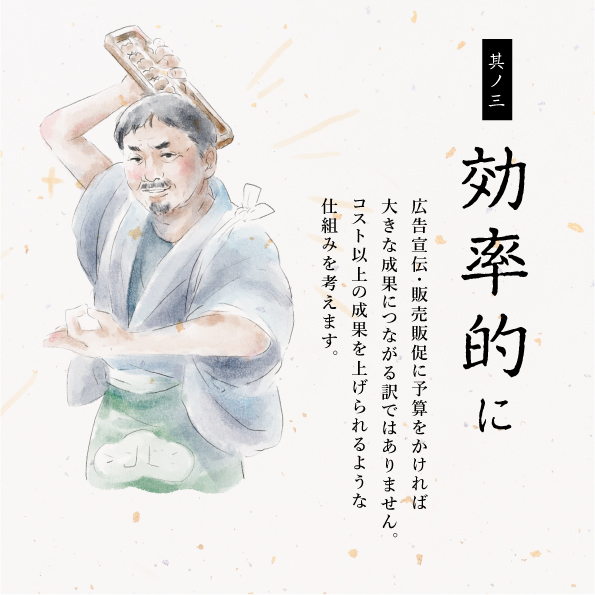 其ノ三
効率的に
広告宣伝・販売販促に予算をかければ
大きな成果につながる訳ではありません。
コスト以上の成果を上げられるような
仕組みを考えます。